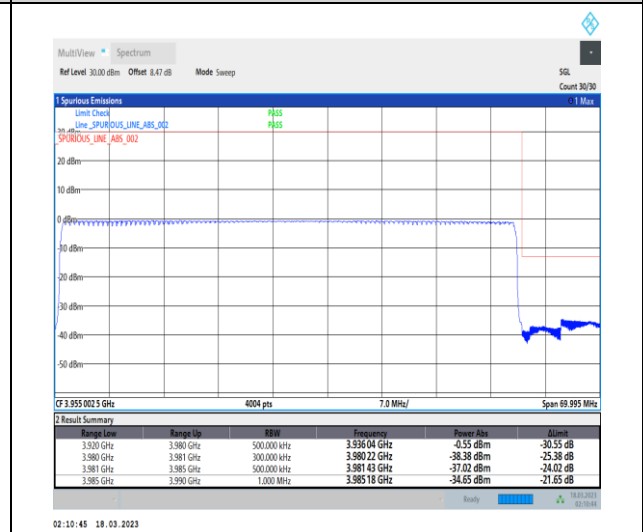 MultiView Spectrum
Ref Level 30.00 dBm Offset 8.47 dB Mode Sweep SGL
Count 30/30
1 Spurious Emissions 1 Max
Limit Check PASS
Line _SPURIOUS_LINE_ABS_002 PASS
_SPURIOUS_LINE_ABS_002
20 dBm
10 dBm
0 dBm
-10 dBm
-20 dBm
-30 dBm
-40 dBm
-50 dBm
CF 3.955 002 5 GHz 4004 pts 7.0 MHz/ Span 69.995 MHz
2 Result Summary
Range Low Range Up RBW Frequency Power Abs ΔLimit
3.920 GHz 3.980 GHz 500.000 kHz 3.936 04 GHz -0.55 dBm -30.55 dB
3.980 GHz 3.981 GHz 300.000 kHz 3.980 22 GHz -38.38 dBm -25.38 dB
3.981 GHz 3.985 GHz 500.000 kHz 3.981 43 GHz -37.02 dBm -24.02 dB
3.985 GHz 3.990 GHz 1.000 MHz 3.985 18 GHz -34.65 dBm -21.65 dB
Ready 18.03.2023
02:10:44
02:10:45 18.03.2023